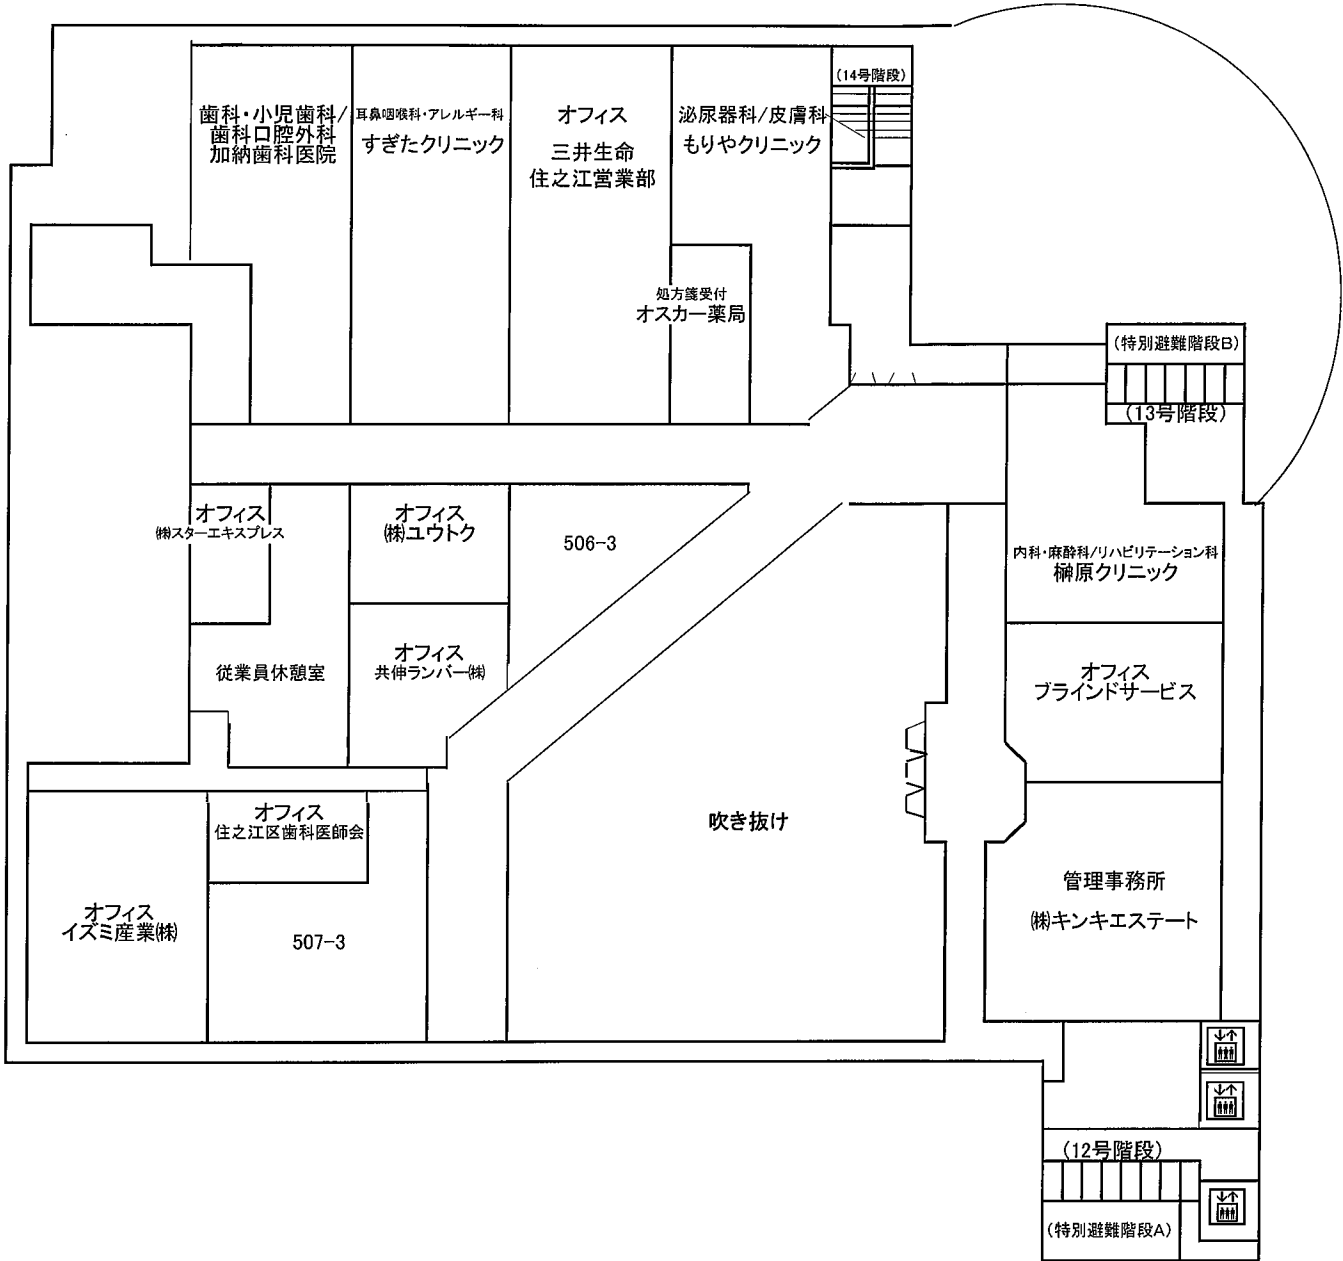 (14号階段)
歯科・小児歯科/
歯科口腔外科
加納歯科医院
耳鼻咽喉科・アレルギー科
すぎたクリニック
オフィス
三井生命
住之江営業部
泌尿器科/皮膚科
もりやクリニック
処方箋受付
オスカー薬局
(特別避難階段B)
(13号階段)
オフィス
㈱スターエキスプレス
オフィス
㈱ユウトク
506-3
内科・麻酔科/リハビリテーション科
榊原クリニック
従業員休憩室
オフィス
共伸ランバー㈱
オフィス
ブラインドサービス
オフィス
住之江区歯科医師会
吹き抜け
管理事務所
㈱キンキエステート
オフィス
イズミ産業㈱
507-3
(12号階段)
(特別避難階段A)